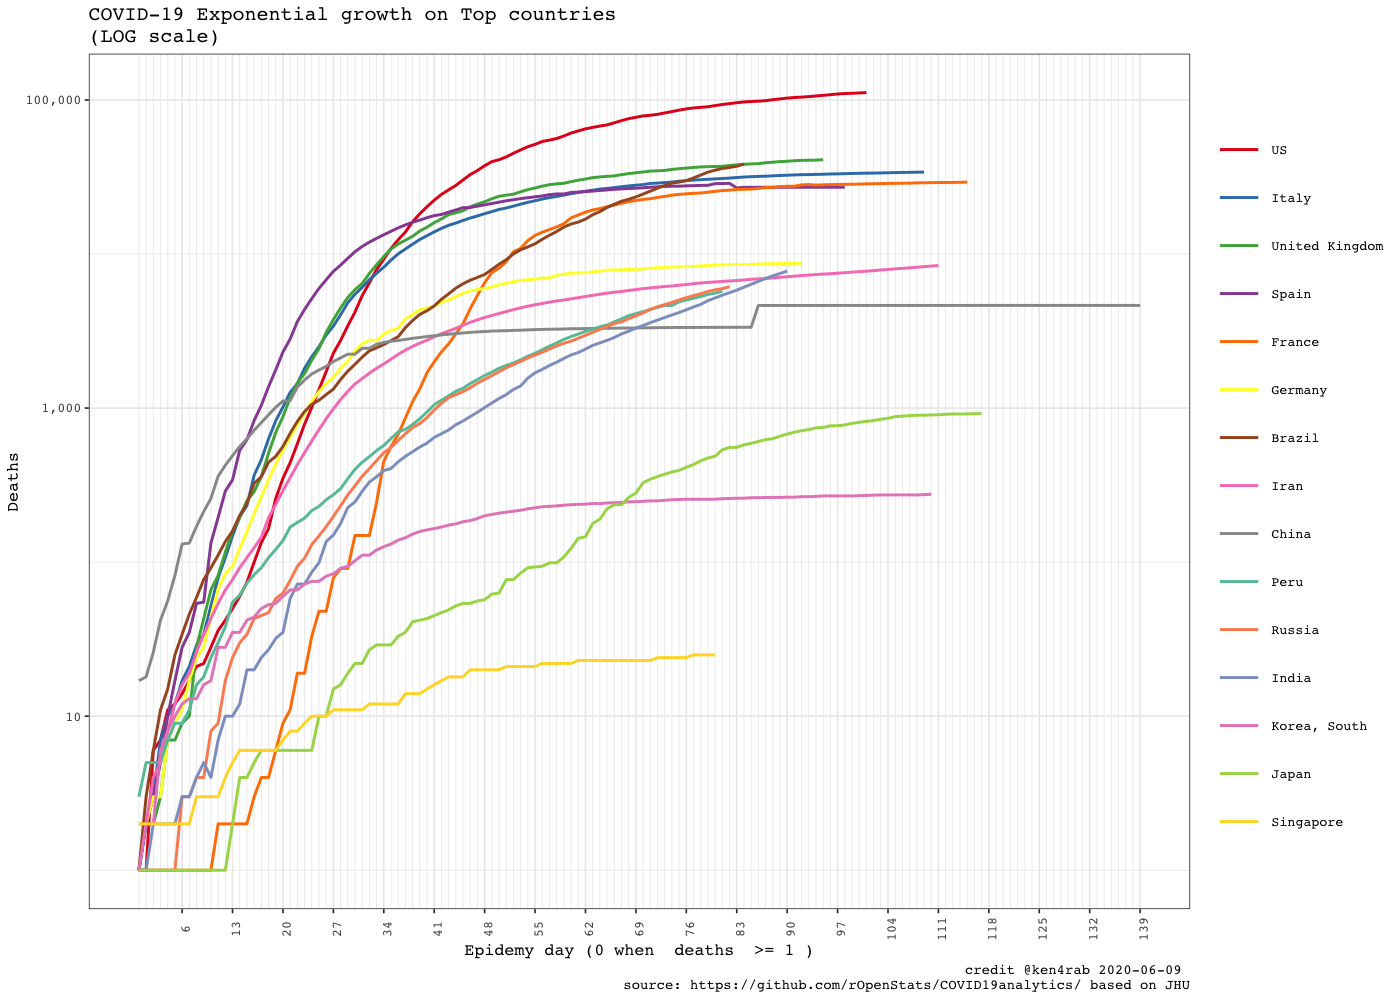 COVID-19 Exponential growth on Top countries
(LOG scale)
Deaths
100,000
1,000
10
6
13
20
27
34
41
48
55
62
69
76
83
90
97
104
111
118
125
132
139
Epidemy day (0 when  deaths  >= 1 )
US
Italy
United Kingdom
Spain
France
Germany
Brazil
Iran
China
Peru
Russia
India
Korea, South
Japan
Singapore
credit @ken4rab 2020-06-09
source: https://github.com/rOpenStats/COVID19analytics/ based on JHU